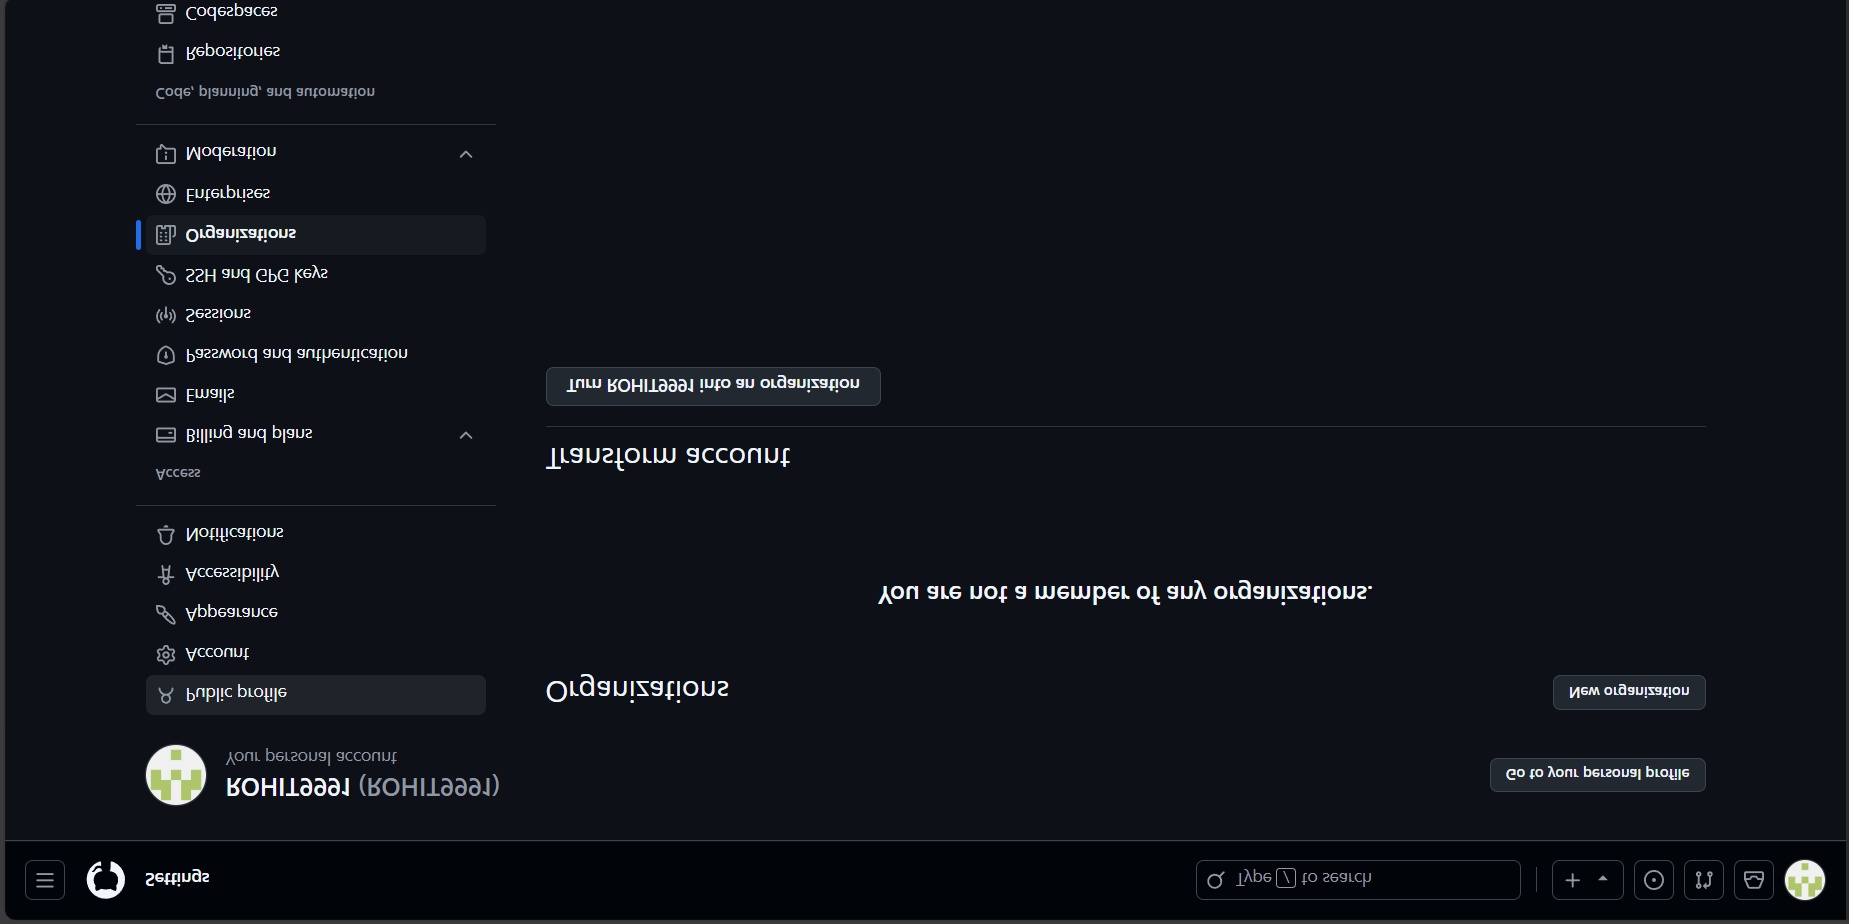 Settings
Type / to search
ROHIT9991 (ROHIT9991)
Your personal account
Go to your personal profile
Public profile
Account
Appearance
Accessibility
Notifications
Access
Billing and plans
Emails
Password and authentication
Sessions
SSH and GPG keys
Organizations
Enterprises
Moderation
Code, planning, and automation
Repositories
Codespaces
Organizations
New organization
You are not a member of any organizations.
Transform account
Turn ROHIT9991 into an organization